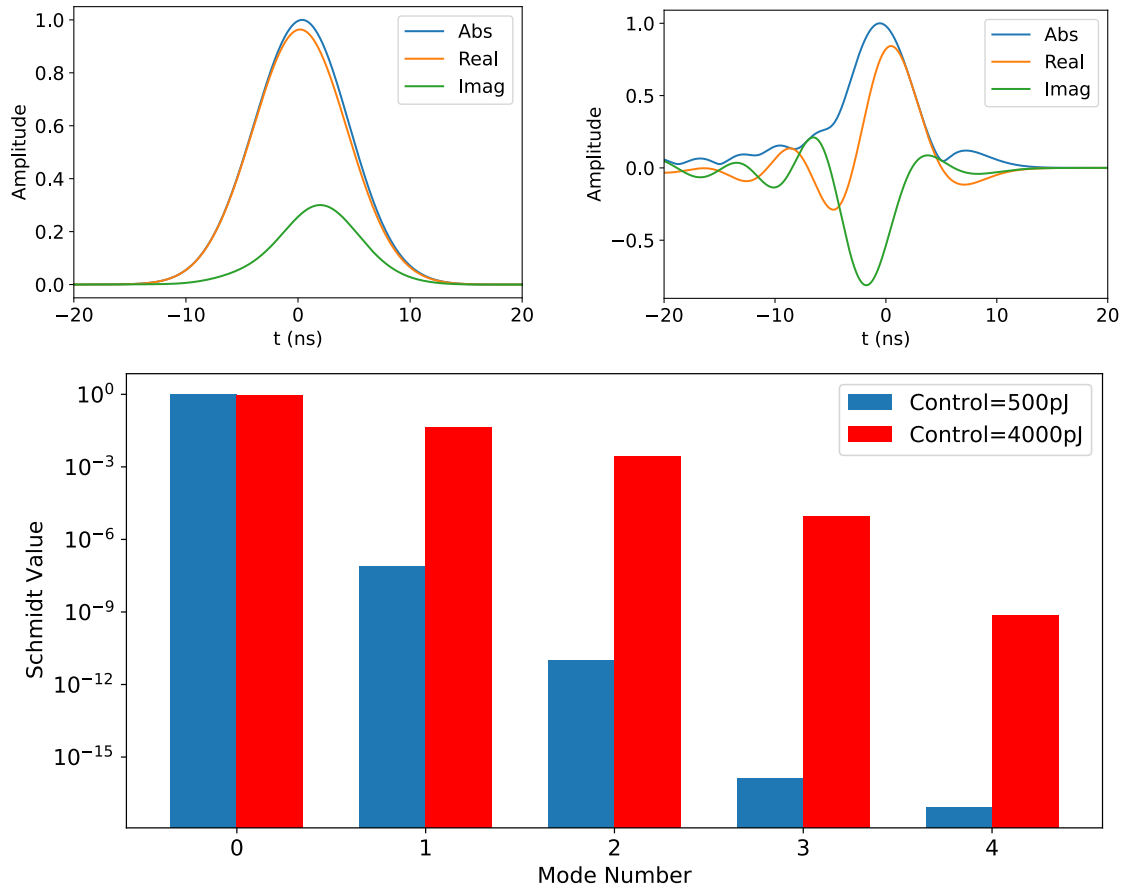 1.0
0.8
0.6
0.4
0.2
0.0
Amplitude
−20
−10
0
10
20
t (ns)
Abs
Real
Imag
1.0
0.5
0.0
−0.5
Amplitude
−20
−10
0
10
20
t (ns)
Abs
Real
Imag
10⁰
10⁻³
10⁻⁶
10⁻⁹
10⁻¹²
10⁻¹⁵
Schmidt Value
Control=500pJ
Control=4000pJ
0
1
2
3
4
Mode Number